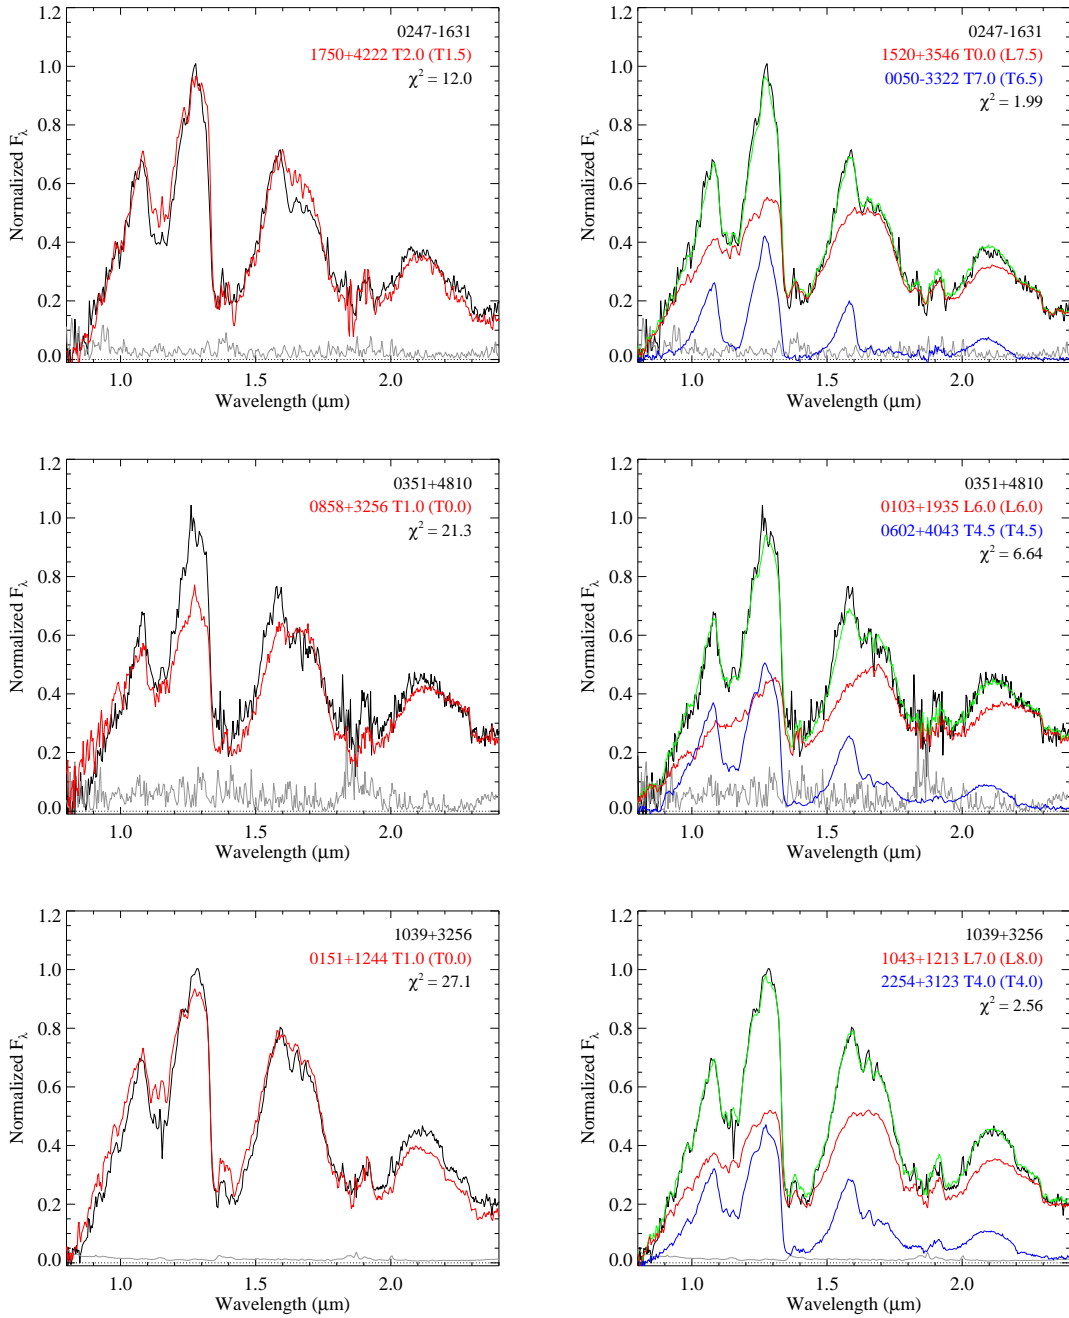 0247-1631
1750+4222 T2.0 (T1.5)
χ² = 12.0
Normalized Fλ
1.2
1.0
0.8
0.6
0.4
0.2
0.0
1.0 1.5 2.0
Wavelength (μm)
0247-1631
1520+3546 T0.0 (L7.5)
0050-3322 T7.0 (T6.5)
χ² = 1.99
Normalized Fλ
1.2
1.0
0.8
0.6
0.4
0.2
0.0
1.0 1.5 2.0
Wavelength (μm)
0351+4810
0858+3256 T1.0 (T0.0)
χ² = 21.3
Normalized Fλ
1.2
1.0
0.8
0.6
0.4
0.2
0.0
1.0 1.5 2.0
Wavelength (μm)
0351+4810
0103+1935 L6.0 (L6.0)
0602+4043 T4.5 (T4.5)
χ² = 6.64
Normalized Fλ
1.2
1.0
0.8
0.6
0.4
0.2
0.0
1.0 1.5 2.0
Wavelength (μm)
1039+3256
0151+1244 T1.0 (T0.0)
χ² = 27.1
Normalized Fλ
1.2
1.0
0.8
0.6
0.4
0.2
0.0
1.0 1.5 2.0
Wavelength (μm)
1039+3256
1043+1213 L7.0 (L8.0)
2254+3123 T4.0 (T4.0)
χ² = 2.56
Normalized Fλ
1.2
1.0
0.8
0.6
0.4
0.2
0.0
1.0 1.5 2.0
Wavelength (μm)